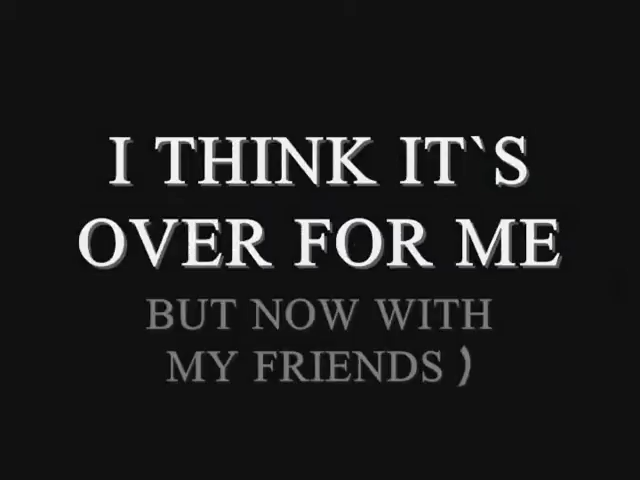 I THINK IT`S
OVER FOR ME
BUT NOW WITH
MY FRIENDS )